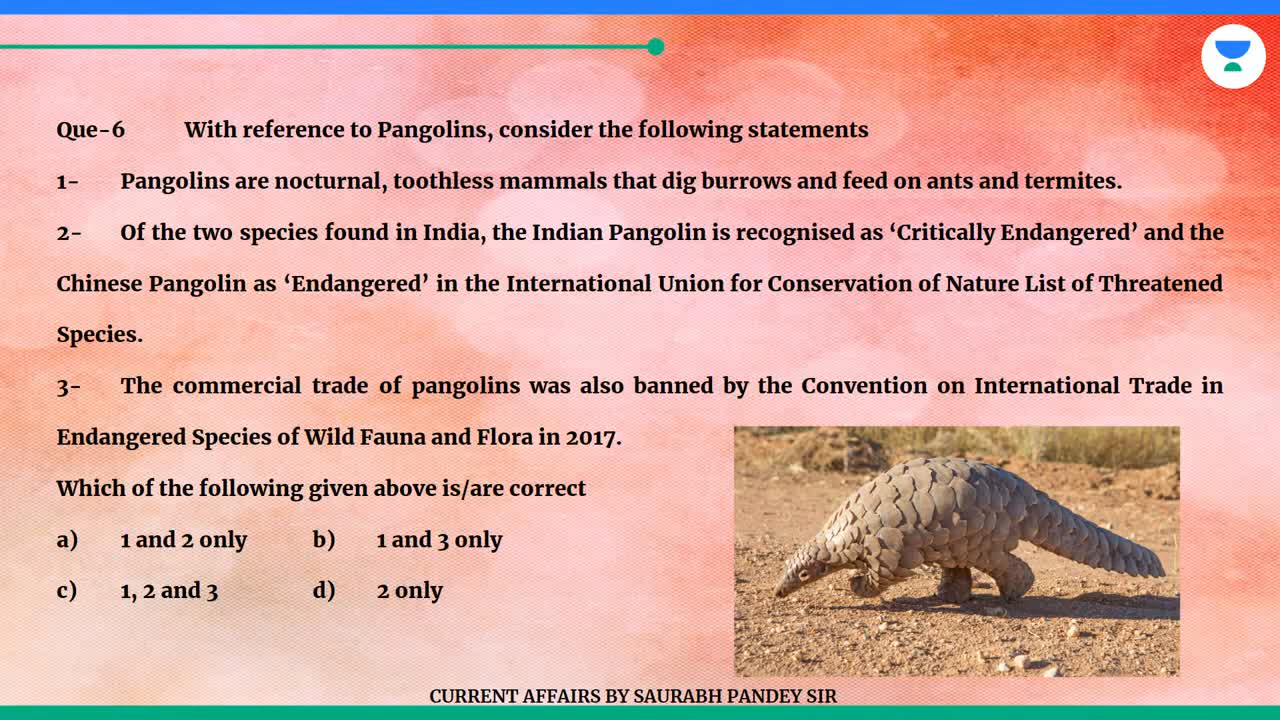 Que-6 With reference to Pangolins, consider the following statements
1- Pangolins are nocturnal, toothless mammals that dig burrows and feed on ants and termites.
2- Of the two species found in India, the Indian Pangolin is recognised as ‘Critically Endangered’ and the
Chinese Pangolin as ‘Endangered’ in the International Union for Conservation of Nature List of Threatened
Species.
3- The commercial trade of pangolins was also banned by the Convention on International Trade in
Endangered Species of Wild Fauna and Flora in 2017.
Which of the following given above is/are correct
a) 1 and 2 only b) 1 and 3 only
c) 1, 2 and 3 d) 2 only
CURRENT AFFAIRS BY SAURABH PANDEY SIR